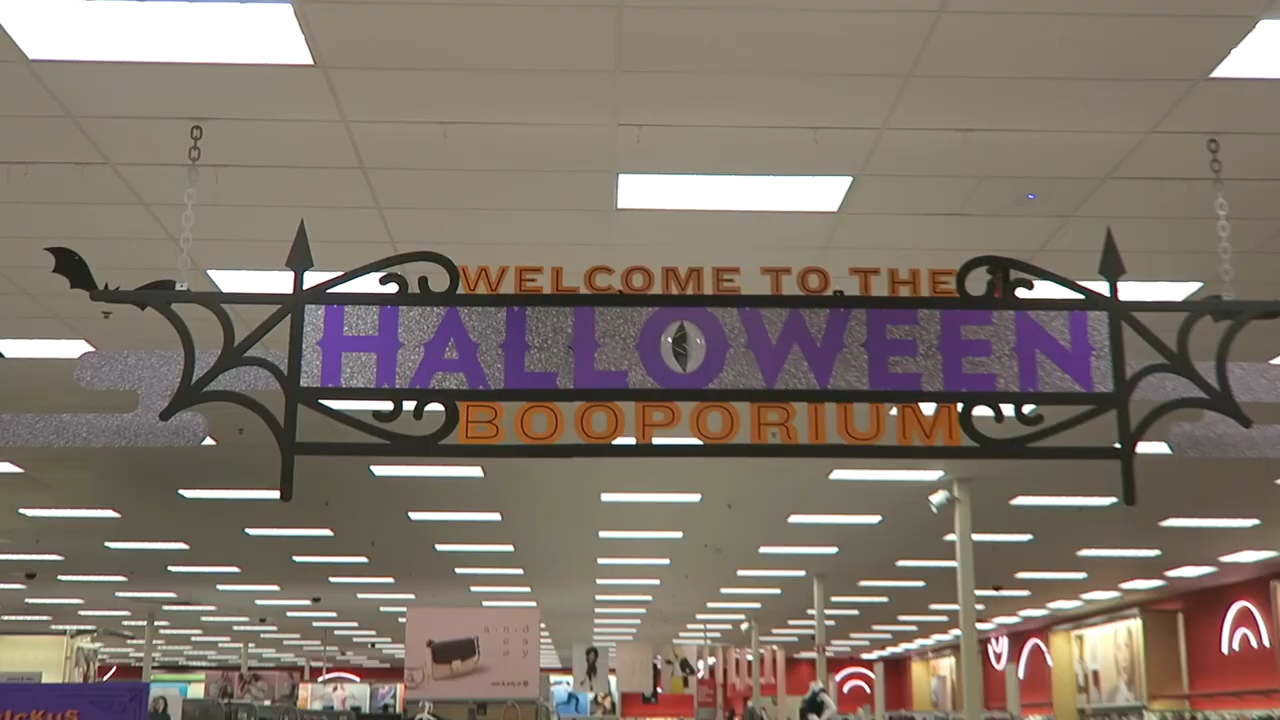 WELCOME TO THE
HALLOWEEN
BOOPORIUM
a·n·d
e a
u y